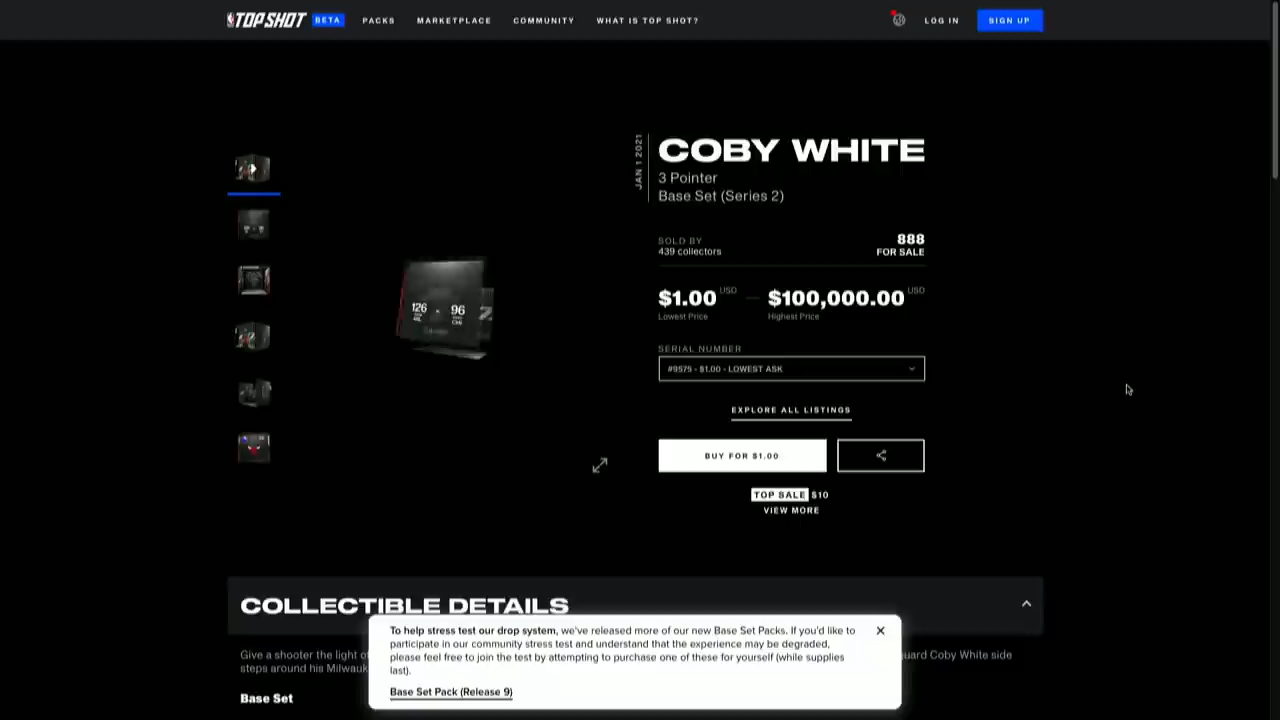 TOP SHOT BETA PACKS MARKETPLACE COMMUNITY WHAT IS TOP SHOT? LOG IN SIGN UP
JAN 1 2021
COBY WHITE
3 Pointer
Base Set (Series 2)
SOLD BY
439 collectors
888
FOR SALE
$1.00 USD — $100,000.00 USD
Lowest Price Highest Price
SERIAL NUMBER
#9575 - $1.00 - LOWEST ASK
EXPLORE ALL LISTINGS
BUY FOR $1.00
TOP SALE $10
VIEW MORE
126 96
CHI
COLLECTIBLE DETAILS
Give a shooter the light of
steps around his Milwauk
guard Coby White side
Base Set
To help stress test our drop system, we've released more of our new Base Set Packs. If you'd like to
participate in our community stress test and understand that the experience may be degraded,
please feel free to join the test by attempting to purchase one of these for yourself (while supplies
last).
Base Set Pack (Release 9)